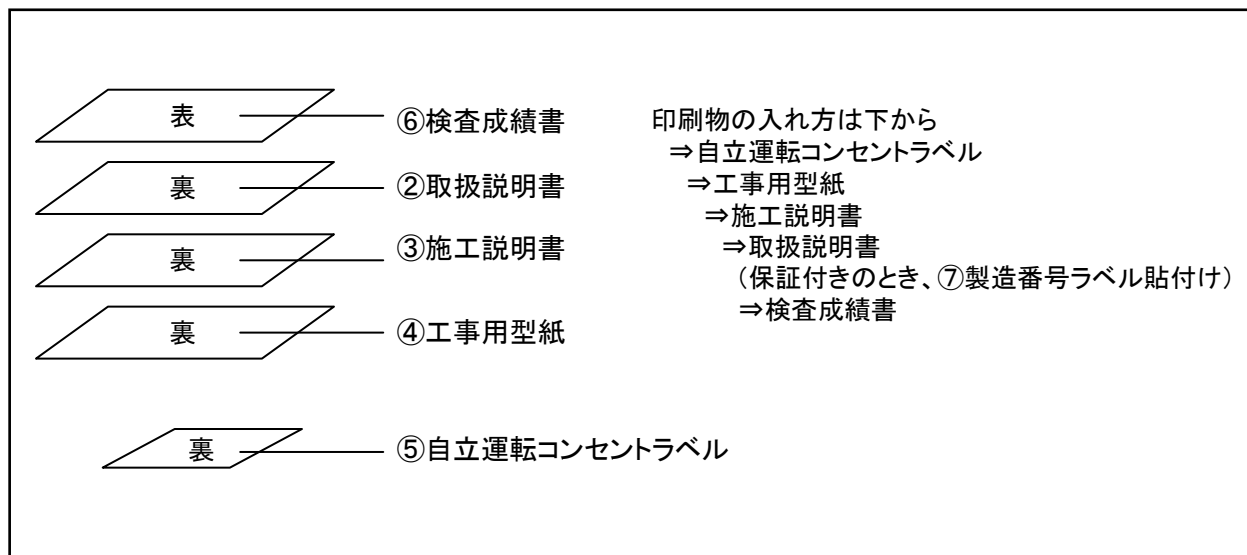 表
⑥検査成績書
裏
②取扱説明書
裏
③施工説明書
裏
④工事用型紙
裏
⑤自立運転コンセントラベル
印刷物の入れ方は下から
⇒自立運転コンセントラベル
⇒工事用型紙
⇒施工説明書
⇒取扱説明書
(保証付きのとき、⑦製造番号ラベル貼付け)
⇒検査成績書